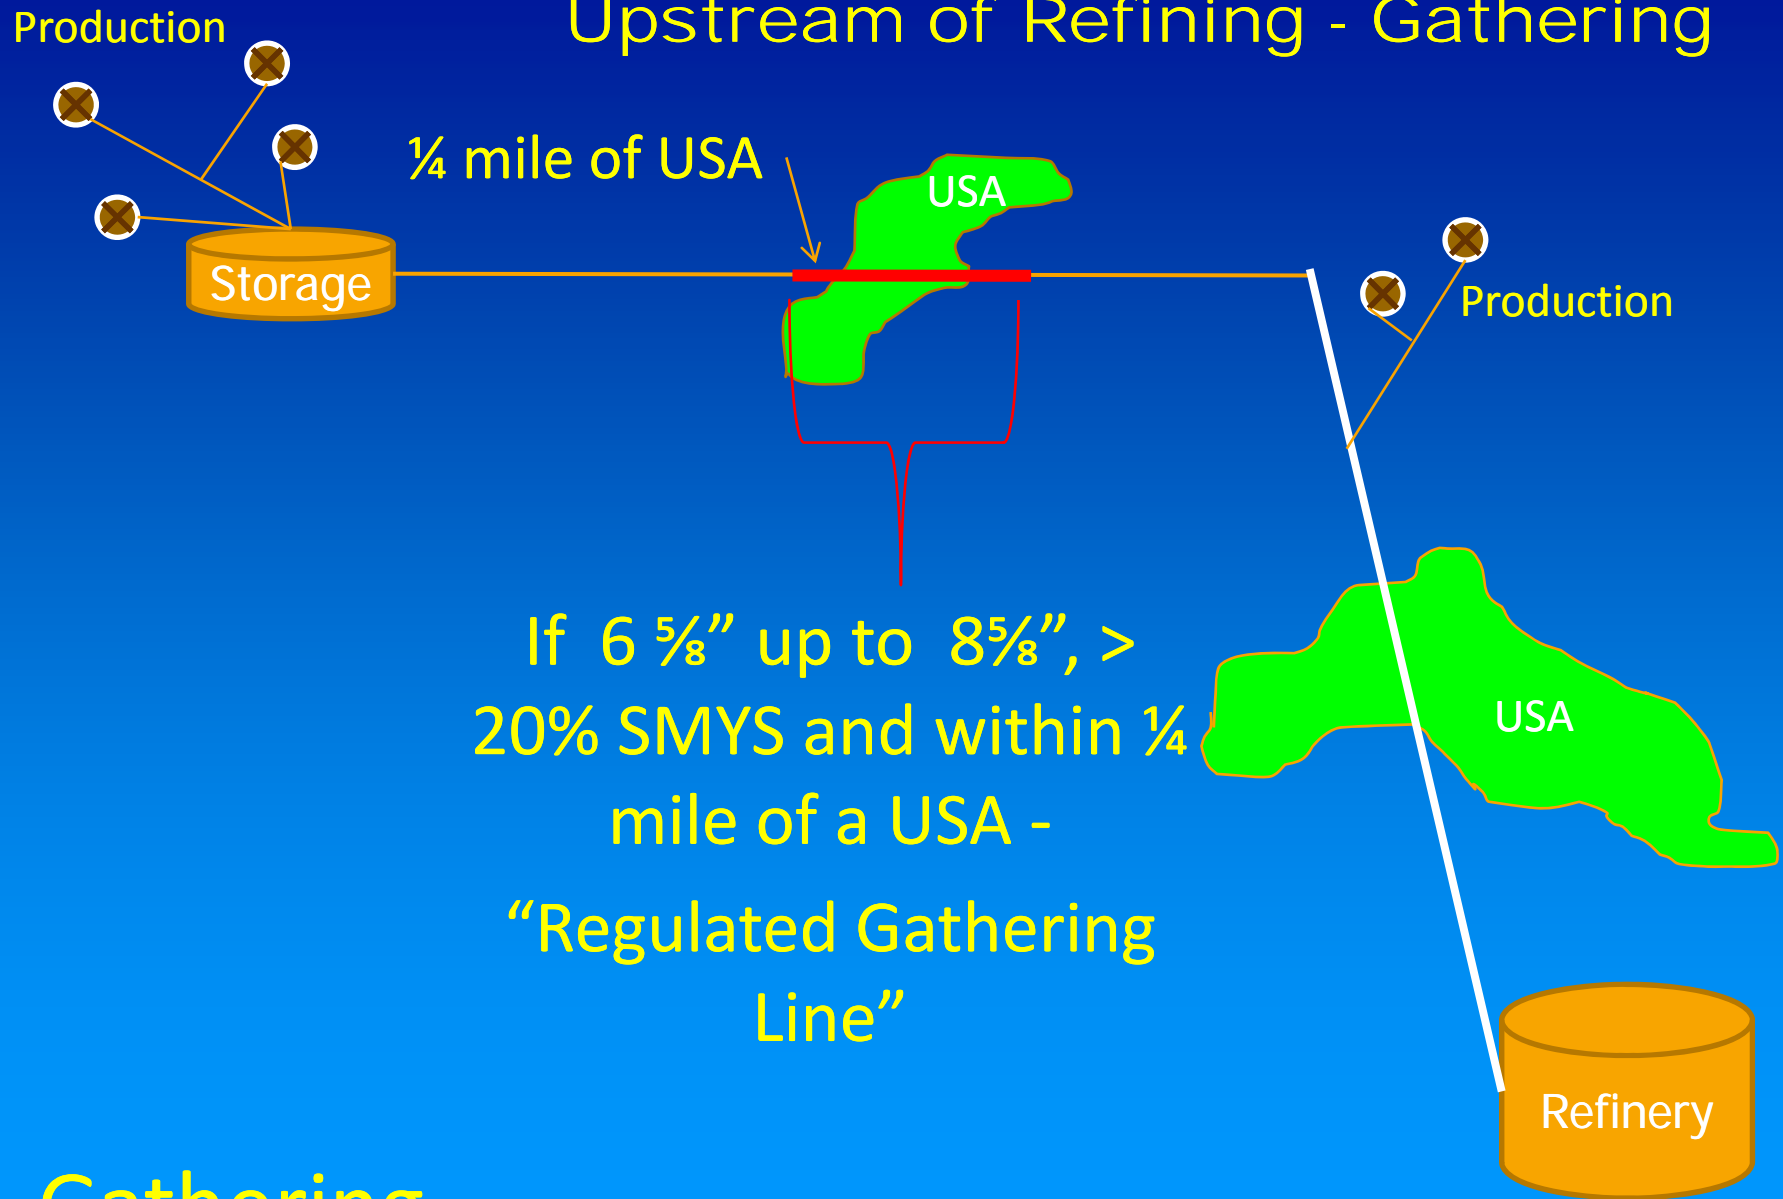 Upstream of Refining - Gathering
Production
¼ mile of USA
USA
Storage
Production
If 6 ⅝” up to 8⅝”, >
20% SMYS and within ¼
mile of a USA -
“Regulated Gathering
Line”
USA
Refinery
Gathering